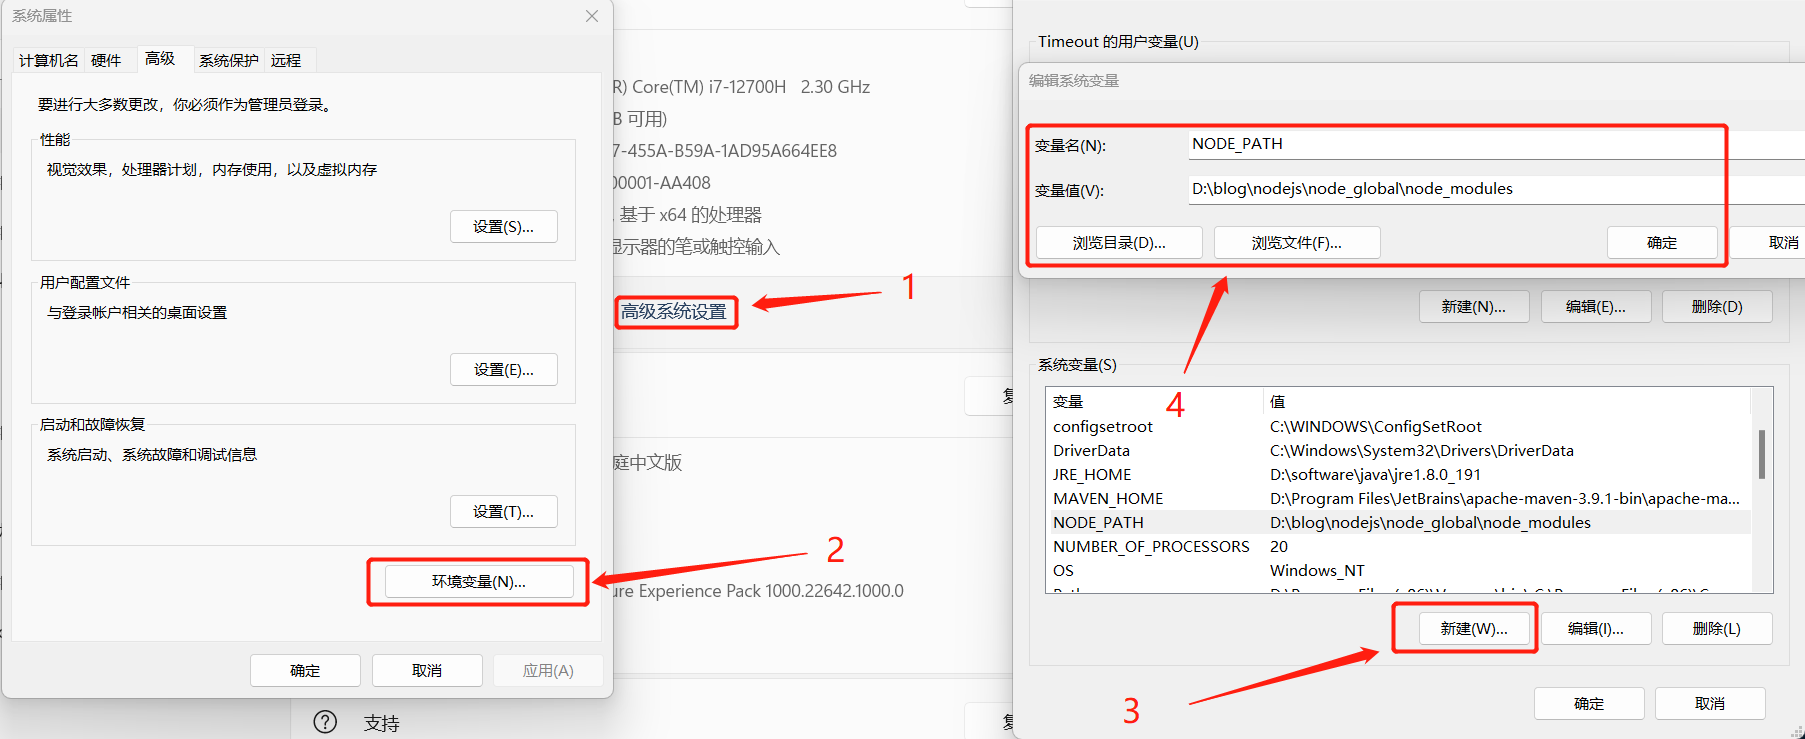 系统属性
计算机名
硬件
高级
系统保护
远程
要进行大多数更改，你必须作为管理员登录。
性能
视觉效果，处理器计划，内存使用，以及虚拟内存
设置(S)...
用户配置文件
与登录帐户相关的桌面设置
设置(E)...
启动和故障恢复
系统启动、系统故障和调试信息
设置(T)...
环境变量(N)...
确定
取消
应用(A)
R) Core(TM) i7-12700H 2.30 GHz
B 可用)
7-455A-B59A-1AD95A664EE8
00001-AA408
基于 x64 的处理器
显示器的笔或触控输入
高级系统设置
1
2
庭中文版
ure Experience Pack 1000.22642.1000.0
支持
Timeout 的用户变量(U)
编辑系统变量
变量名(N):
NODE_PATH
变量值(V):
D:\blog\nodejs\node_global\node_modules
浏览目录(D)...
浏览文件(F)...
确定
取消
新建(N)...
编辑(E)...
删除(D)
4
系统变量(S)
变量 值
configsetroot C:\WINDOWS\ConfigSetRoot
DriverData C:\Windows\System32\Drivers\DriverData
JRE_HOME D:\software\java\jre1.8.0_191
MAVEN_HOME D:\Program Files\JetBrains\apache-maven-3.9.1-bin\apache-ma...
NODE_PATH D:\blog\nodejs\node_global\node_modules
NUMBER_OF_PROCESSORS 20
OS Windows_NT
新建(W)...
编辑(I)...
删除(L)
3
确定
取消